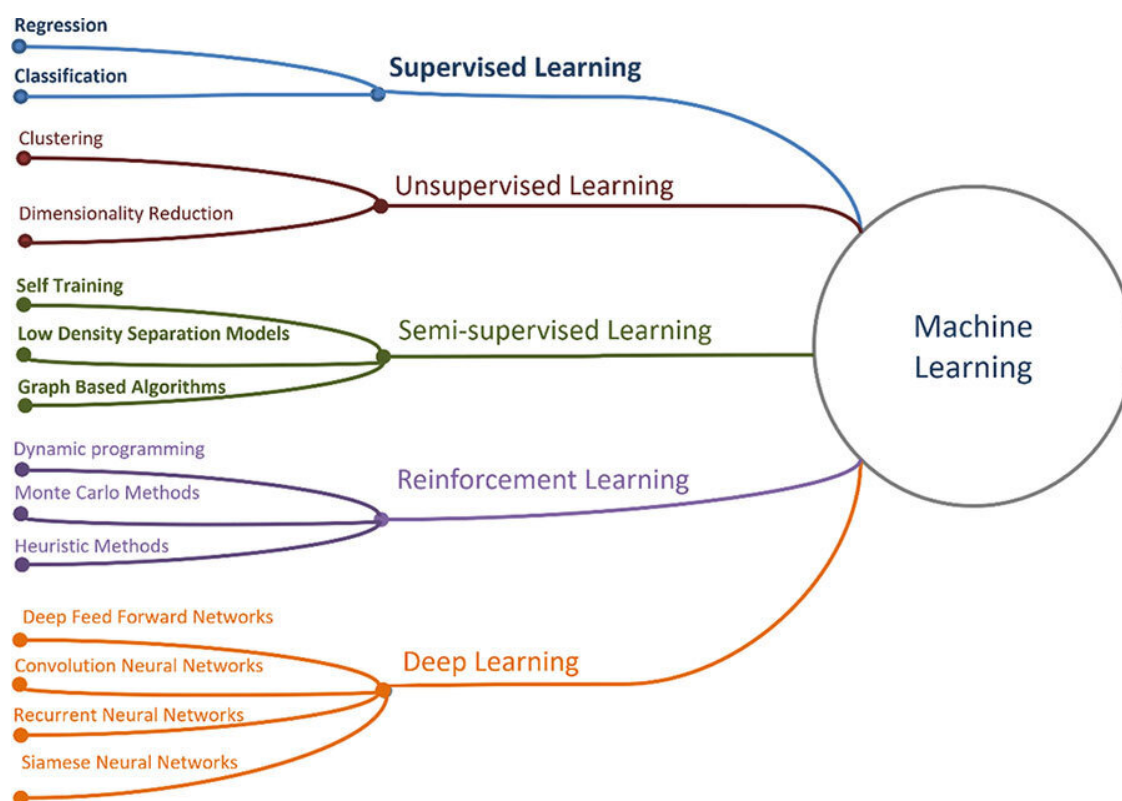 Regression
Supervised Learning
Classification
Clustering
Unsupervised Learning
Dimensionality Reduction
Self Training
Low Density Separation Models
Semi-supervised Learning
Graph Based Algorithms
Machine
Learning
Dynamic programming
Reinforcement Learning
Monte Carlo Methods
Heuristic Methods
Deep Feed Forward Networks
Deep Learning
Convolution Neural Networks
Recurrent Neural Networks
Siamese Neural Networks